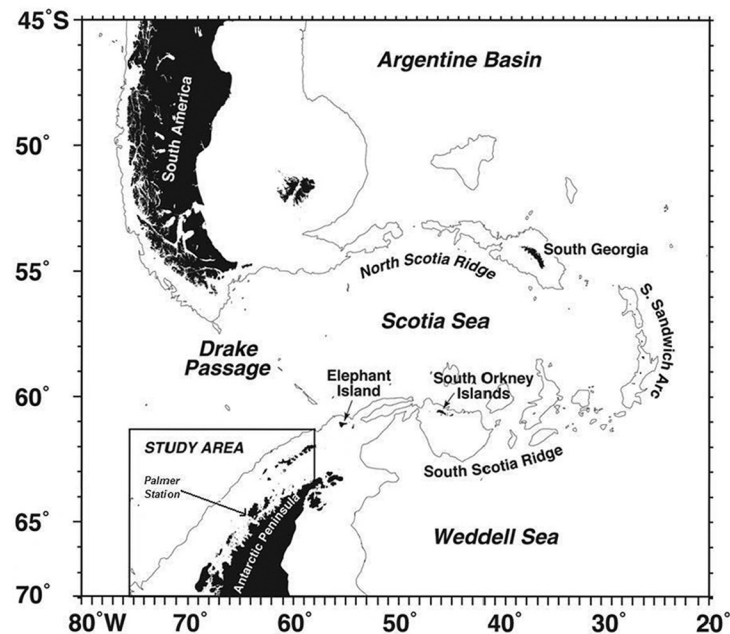 45°S
Argentine Basin
South America
50°
South Georgia
North Scotia Ridge
55°
S. Sandwich Arc
Scotia Sea
Drake
Passage
Elephant
Island
South Orkney
Islands
60°
STUDY AREA
South Scotia Ridge
Palmer
Station
65°
Antarctic Peninsula
Weddell Sea
70°
80°W 70° 60° 50° 40° 30° 20°